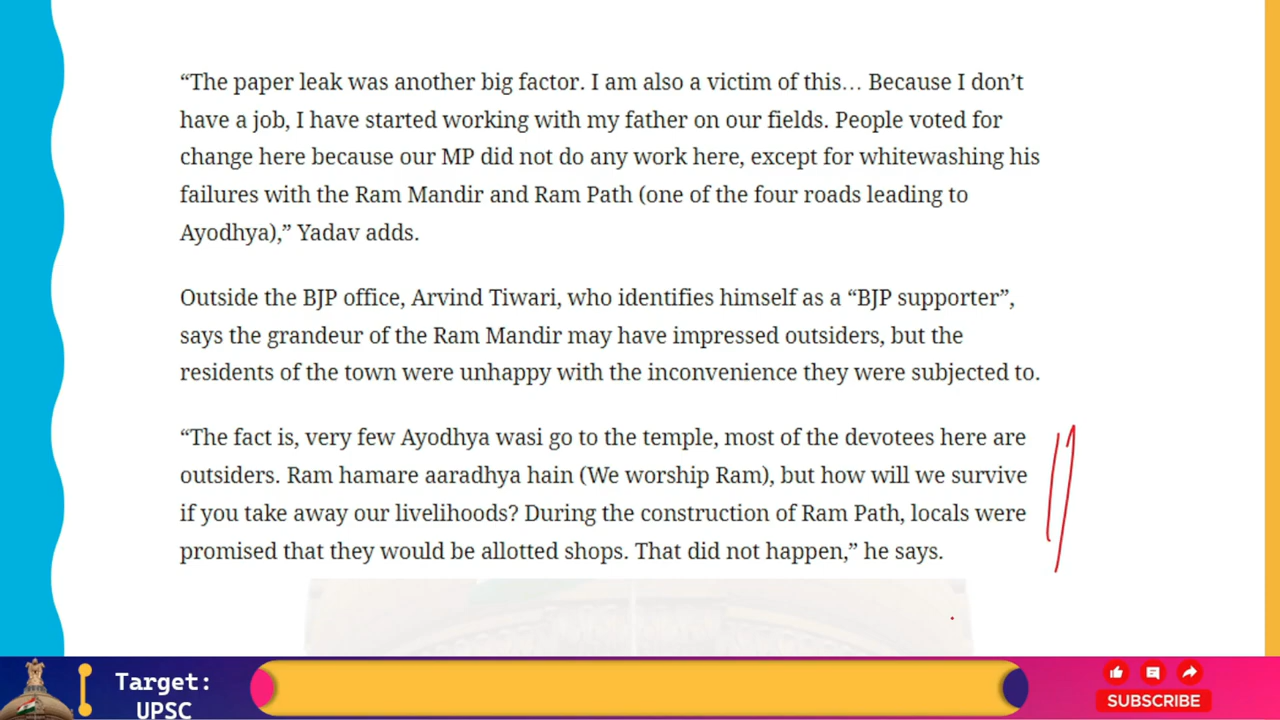 “The paper leak was another big factor. I am also a victim of this… Because I don’t
have a job, I have started working with my father on our fields. People voted for
change here because our MP did not do any work here, except for whitewashing his
failures with the Ram Mandir and Ram Path (one of the four roads leading to
Ayodhya),” Yadav adds.
Outside the BJP office, Arvind Tiwari, who identifies himself as a “BJP supporter”,
says the grandeur of the Ram Mandir may have impressed outsiders, but the
residents of the town were unhappy with the inconvenience they were subjected to.
“The fact is, very few Ayodhya wasi go to the temple, most of the devotees here are
outsiders. Ram hamare aaradhya hain (We worship Ram), but how will we survive
if you take away our livelihoods? During the construction of Ram Path, locals were
promised that they would be allotted shops. That did not happen,” he says.
Target:
UPSC
SUBSCRIBE